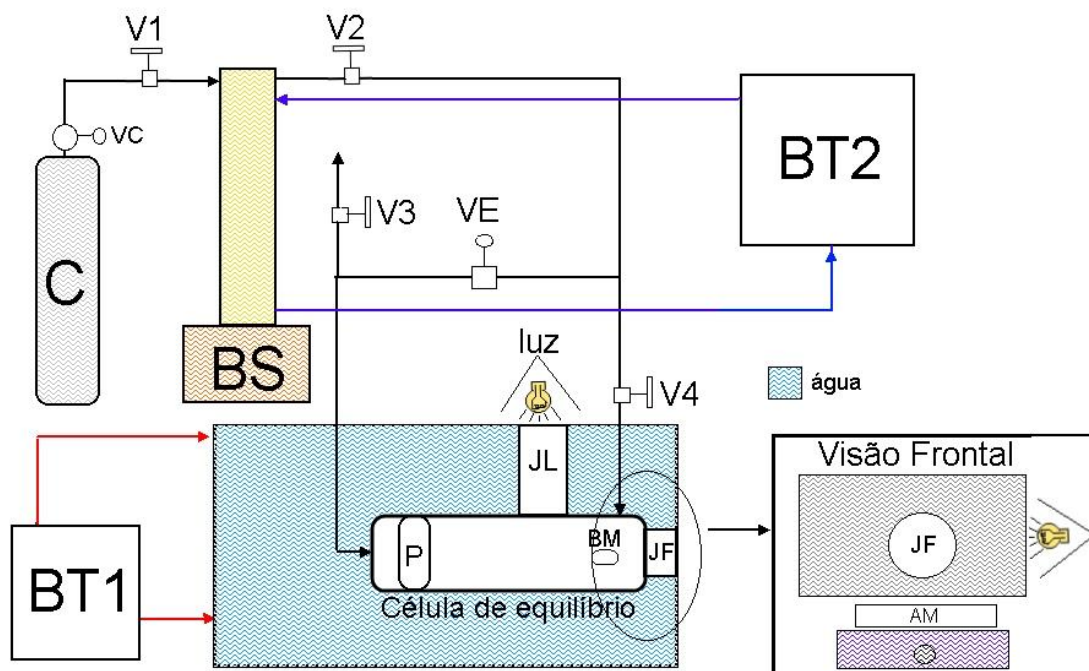 V1
V2
VC
C
BS
BT2
V3
VE
luz
V4
água
JL
BT1
P
BM
JF
Célula de equilíbrio
Visão Frontal
JF
AM